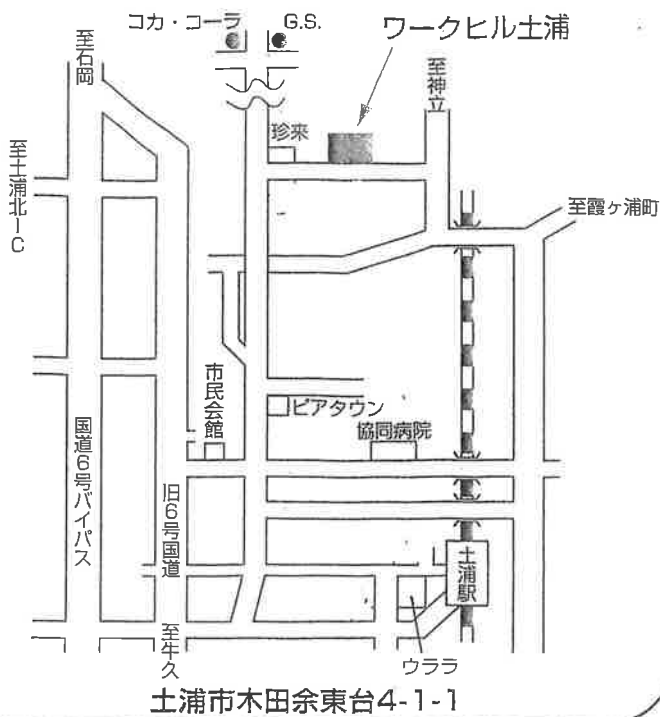 コカ・コーラ
G.S.
ワークヒル土浦
至石岡
至神立
珍来
至土浦北IC
至霞ヶ浦町
ピアタウン
市民会館
協同病院
国道6号バイパス
旧6号国道
土浦駅
至牛久
ウララ
土浦市木田余東台4-1-1